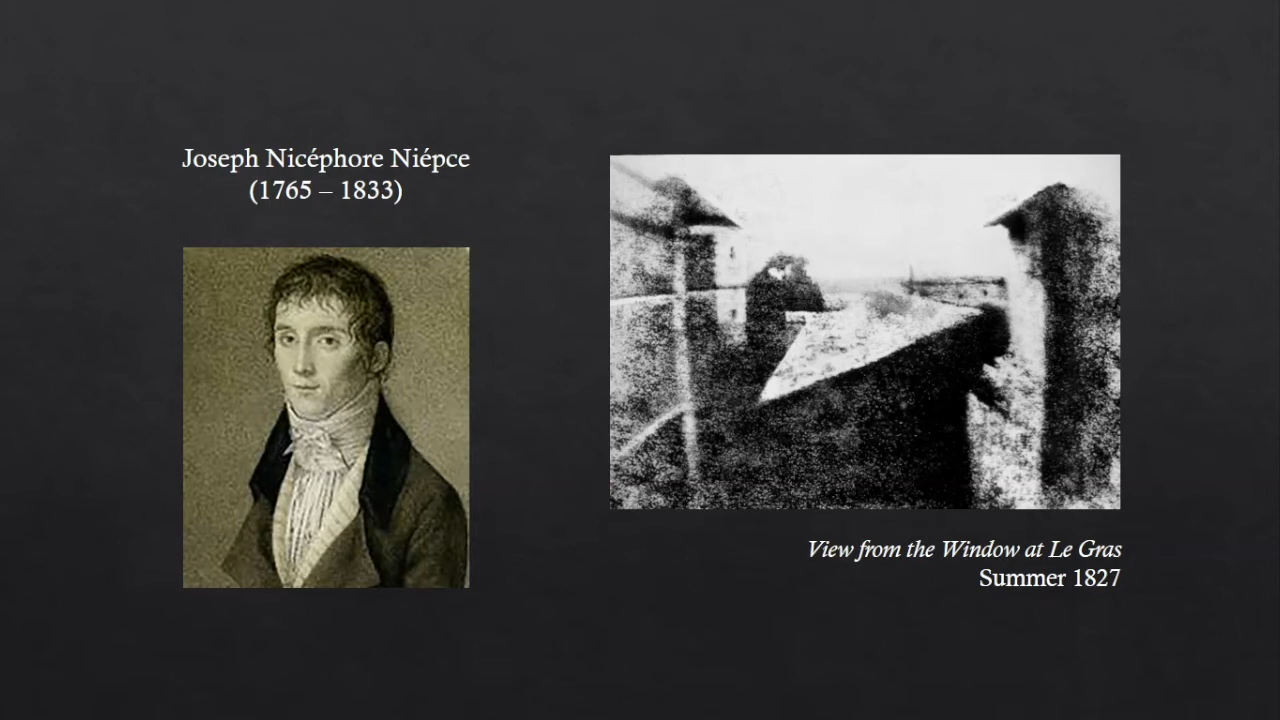 Joseph Nicéphore Niépce
(1765 – 1833)
View from the Window at Le Gras
Summer 1827